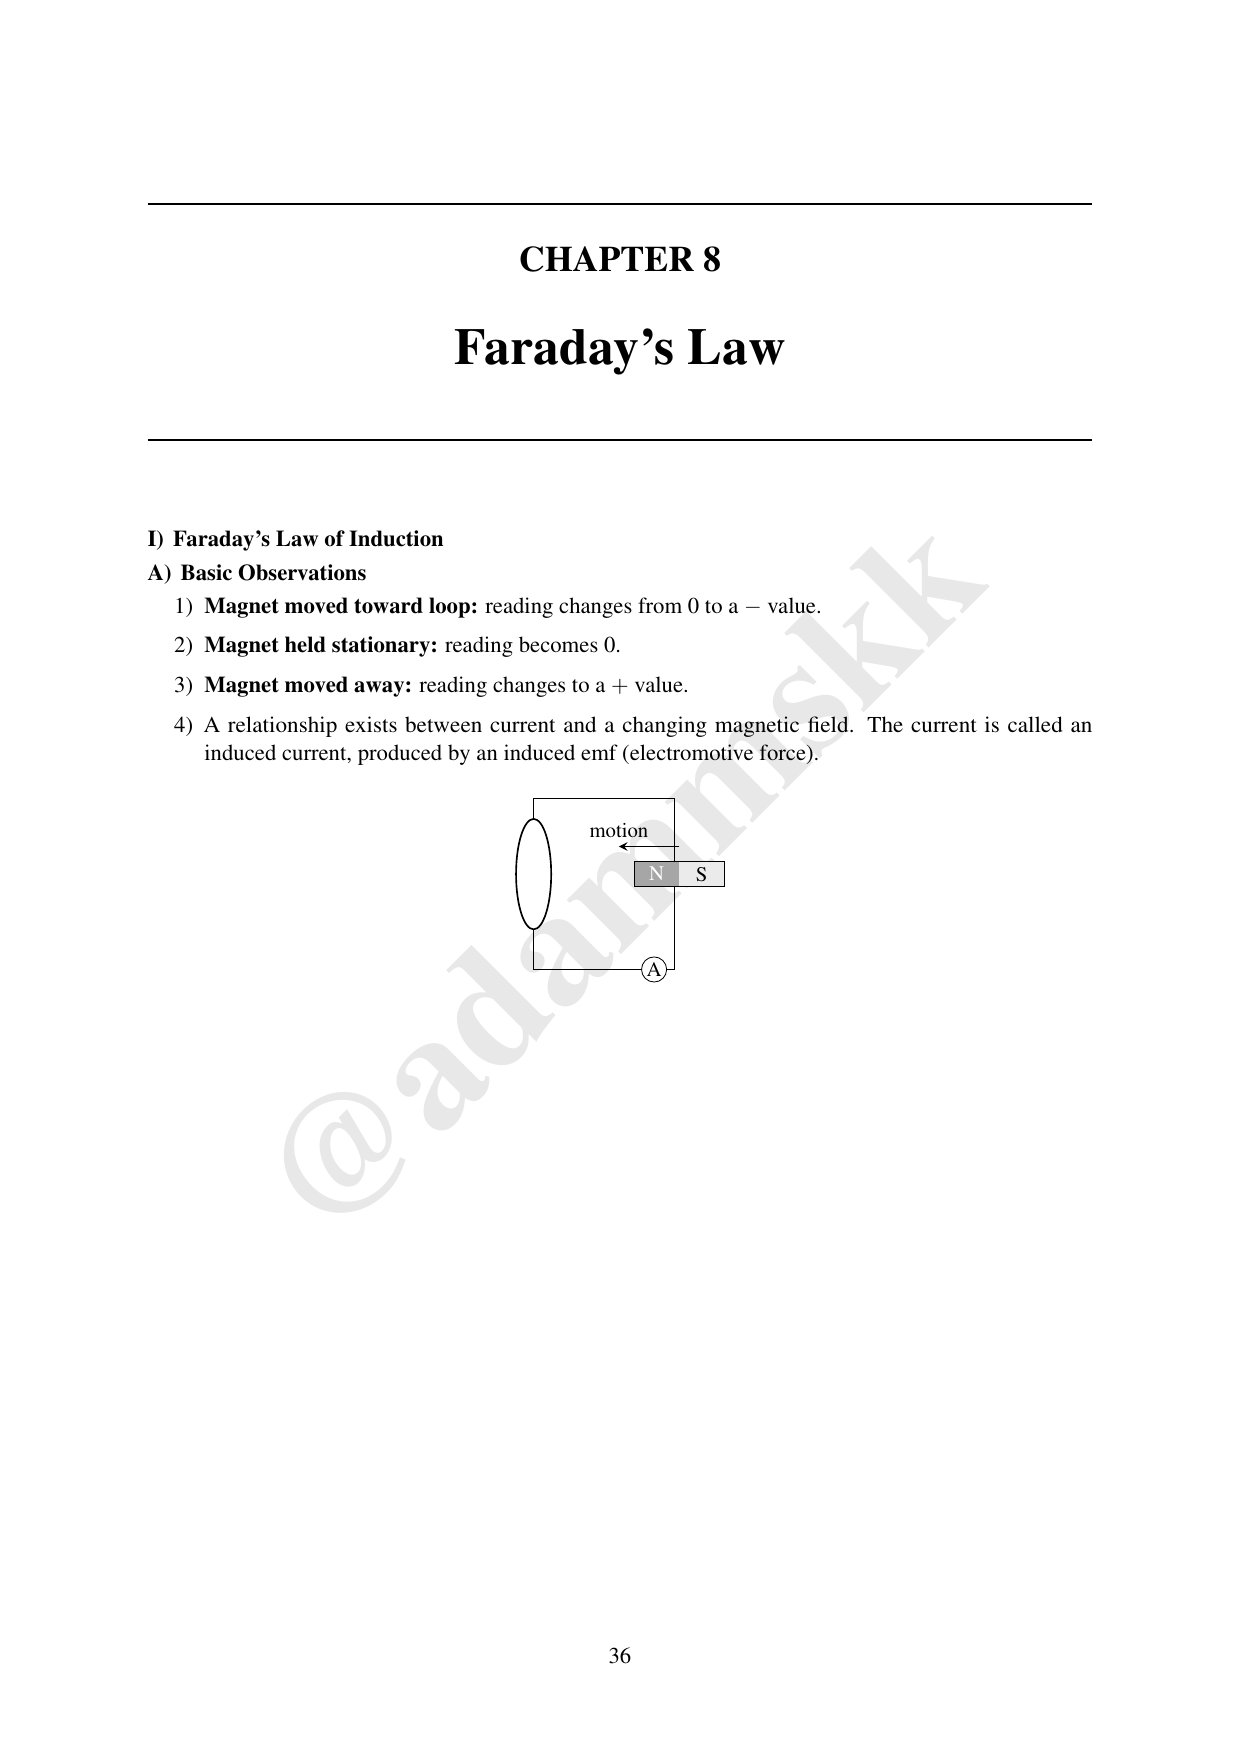 CHAPTER 8
Faraday’s Law
I) Faraday’s Law of Induction
A) Basic Observations
1) Magnet moved toward loop: reading changes from 0 to a − value.
2) Magnet held stationary: reading becomes 0.
3) Magnet moved away: reading changes to a + value.
4) A relationship exists between current and a changing magnetic field. The current is called an
induced current, produced by an induced emf (electromotive force).
motion
N S
A
@adammskk
36